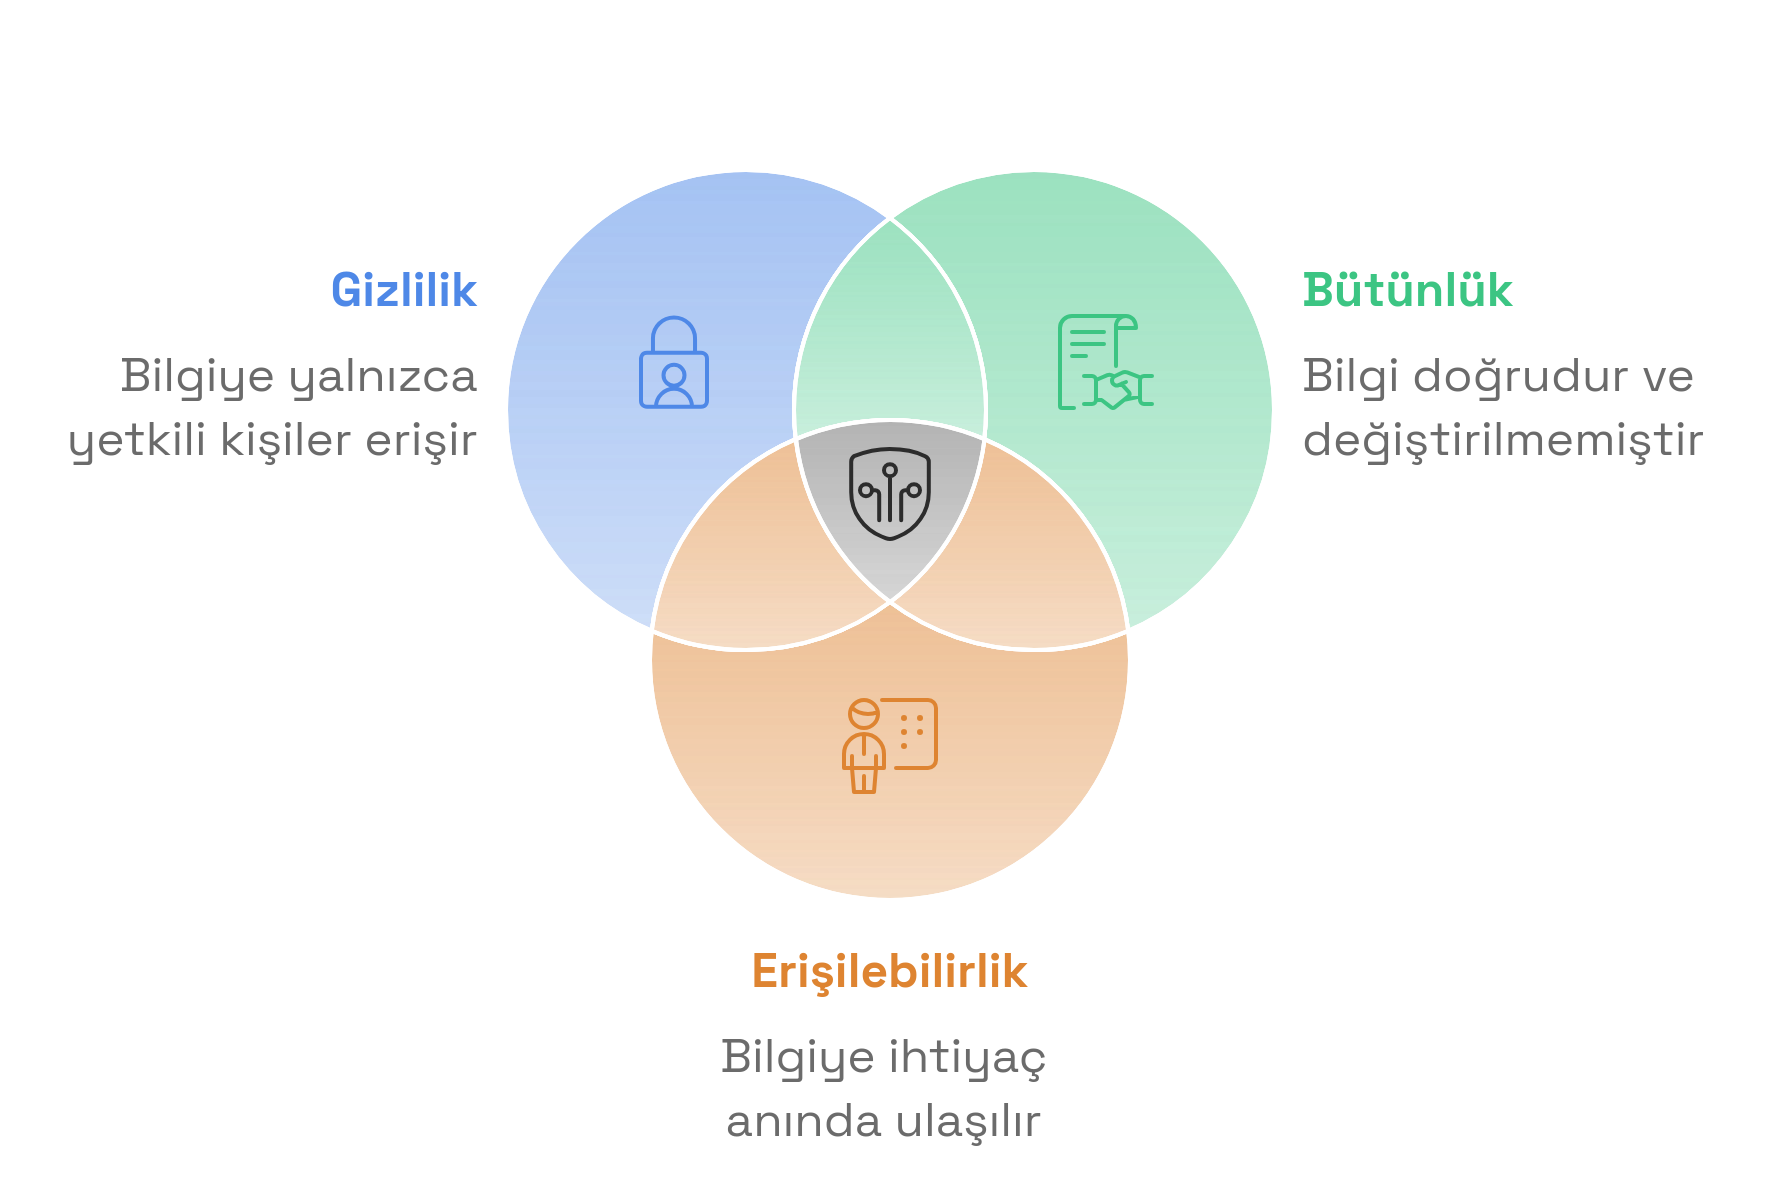 Gizlilik
Bilgiye yalnızca
yetkili kişiler erişir
Bütünlük
Bilgi doğrudur ve
değiştirilmemiştir
Erişilebilirlik
Bilgiye ihtiyaç
anında ulaşılır